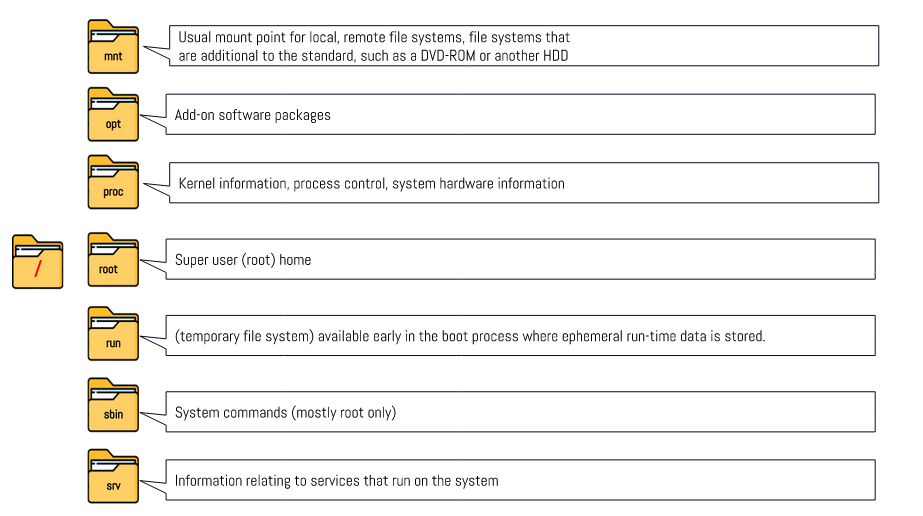 mnt
Usual mount point for local, remote file systems, file systems that
are additional to the standard, such as a DVD-ROM or another HDD
opt
Add-on software packages
proc
Kernel information, process control, system hardware information
/
root
Super user (root) home
run
(temporary file system) available early in the boot process where ephemeral run-time data is stored.
sbin
System commands (mostly root only)
srv
Information relating to services that run on the system